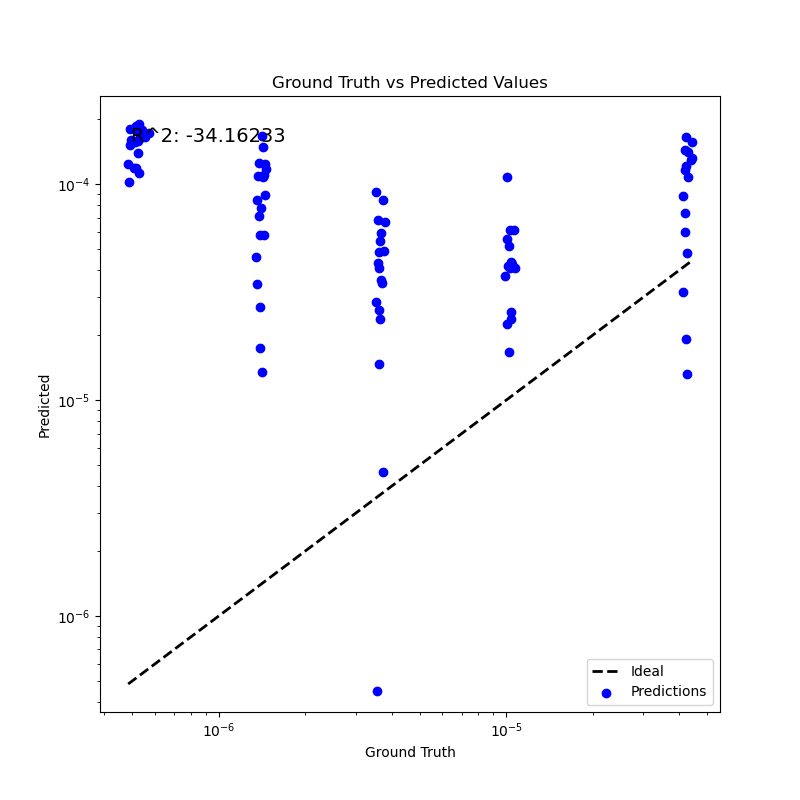 Ground Truth vs Predicted Values
R^2: -34.16233
10⁻⁴
10⁻⁵
10⁻⁶
Predicted
10⁻⁶
10⁻⁵
Ground Truth
Ideal
Predictions